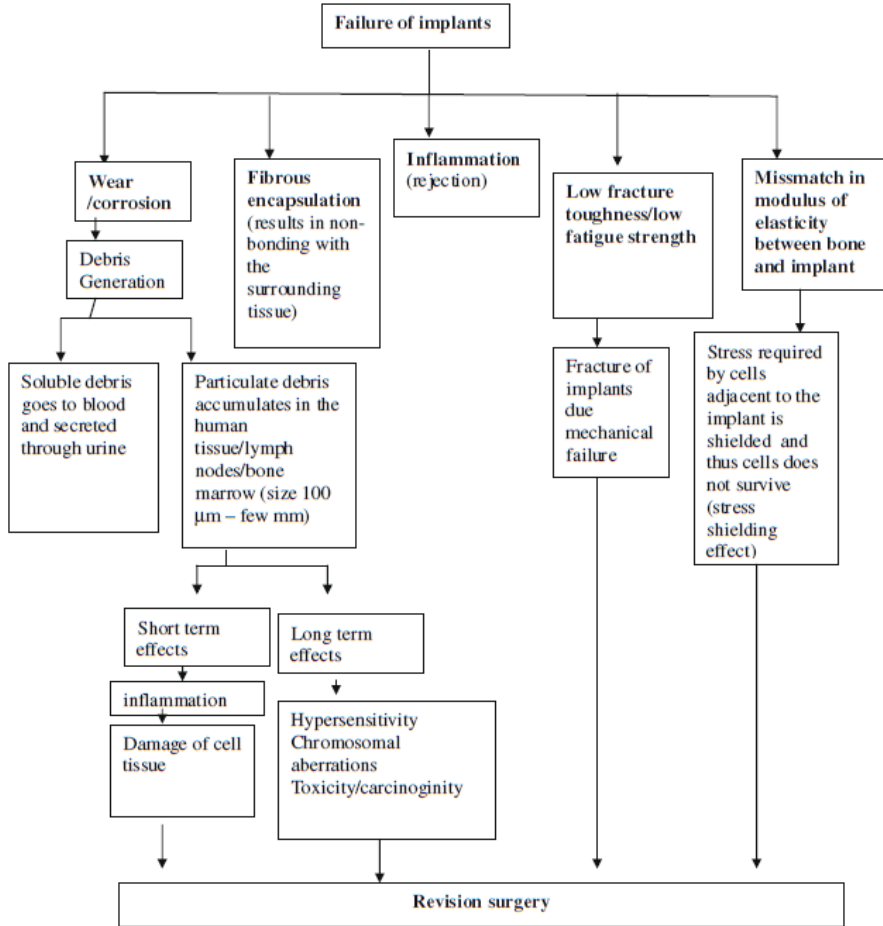 Failure of implants
Wear
/corrosion
Fibrous
encapsulation
(results in non-
bonding with
the
surrounding
tissue)
Inflammation
(rejection)
Low fracture
toughness/low
fatigue strength
Missmatch in
modulus of
elasticity
between bone
and implant
Debris
Generation
Soluble debris
goes to blood
and secreted
through urine
Particulate debris
accumulates in the
human
tissue/lymph
nodes/bone
marrow (size 100
μm – few mm)
Fracture of
implants
due
mechanical
failure
Stress required
by cells
adjacent to the
implant is
shielded and
thus cells does
not survive
(stress
shielding
effect)
Short term
effects
Long term
effects
inflammation
Damage of cell
tissue
Hypersensitivity
Chromosomal
aberrations
Toxicity/carcinoginity
Revision surgery